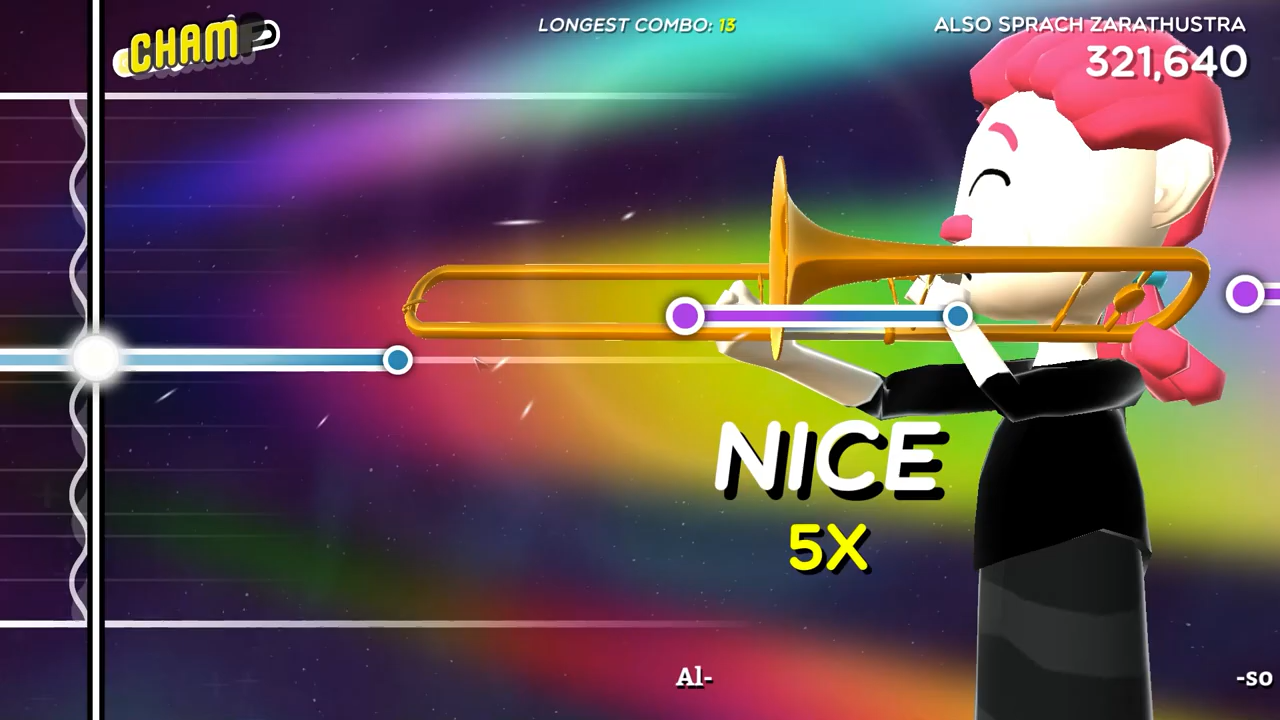 CHAMP
LONGEST COMBO: 13
ALSO SPRACH ZARATHUSTRA
321,640
NICE
5X
Al-
-so